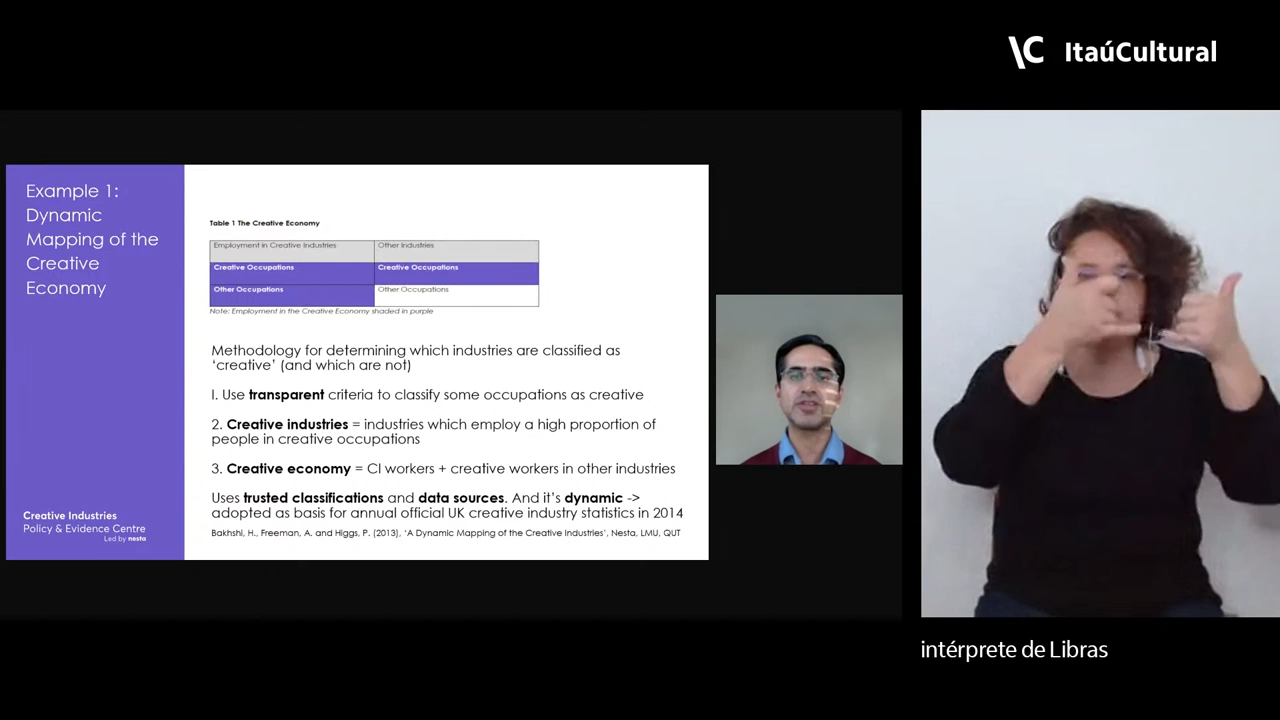 \C ItaúCultural
Example 1:
Dynamic
Mapping of the
Creative
Economy
Table 1 The Creative Economy
Employment in Creative Industries Other Industries
Creative Occupations Creative Occupations
Other Occupations Other Occupations
Note: Employment in the Creative Economy shaded in purple
Methodology for determining which industries are classified as
‘creative’ (and which are not)
1. Use transparent criteria to classify some occupations as creative
2. Creative industries = industries which employ a high proportion of
people in creative occupations
3. Creative economy = CI workers + creative workers in other industries
Uses trusted classifications and data sources. And it’s dynamic ->
adopted as basis for annual official UK creative industry statistics in 2014
Bakhshi, H., Freeman, A. and Higgs, P. (2013), ‘A Dynamic Mapping of the Creative Industries’, Nesta, LMU, QUT
Creative Industries
Policy & Evidence Centre
Led by nesta
intérprete de Libras